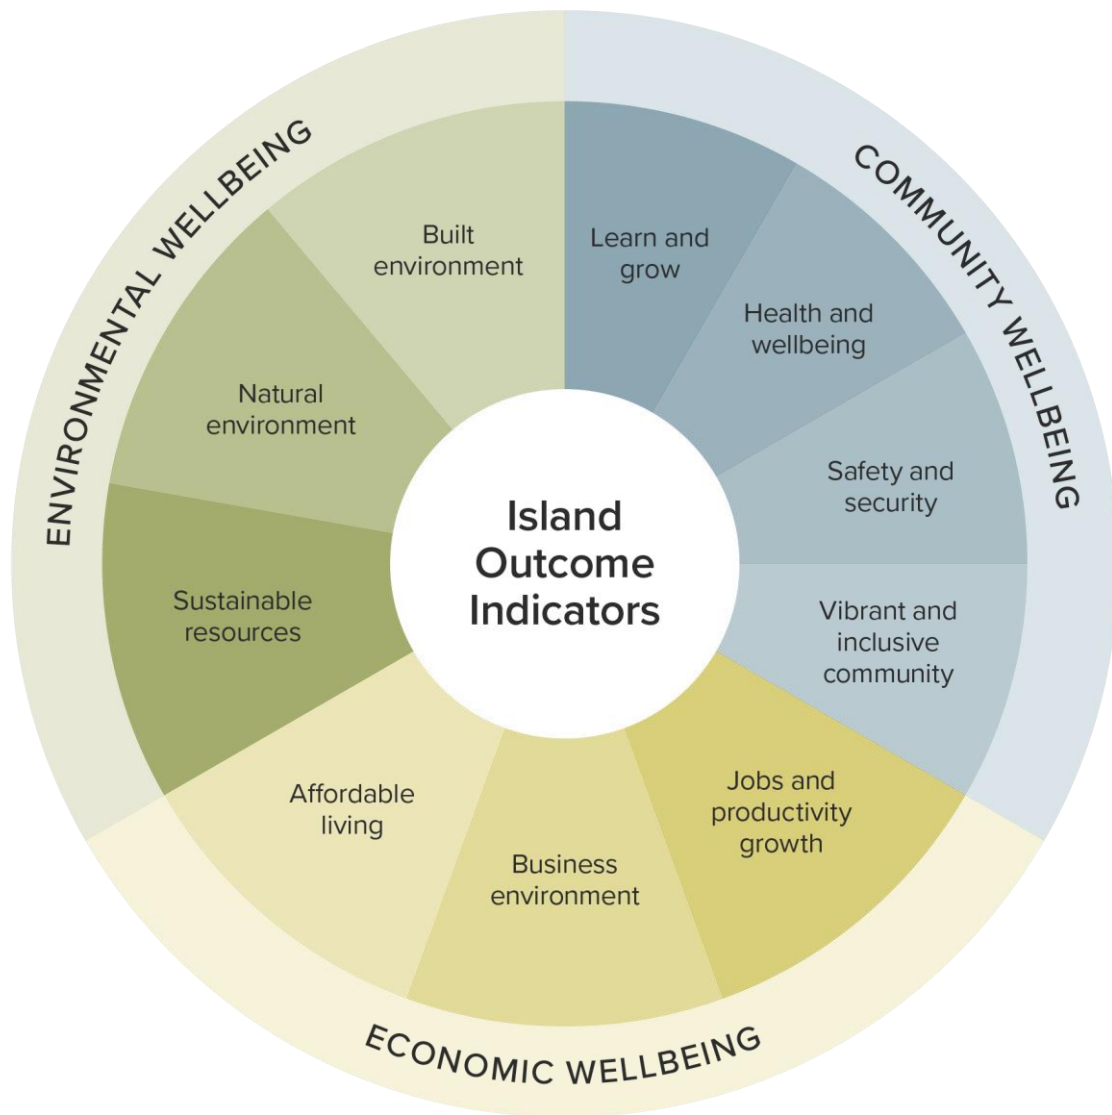 Island
Outcome
Indicators
COMMUNITY WELLBEING
Learn and
grow
Health and
wellbeing
Safety and
security
Vibrant and
inclusive
community
ECONOMIC WELLBEING
Jobs and
productivity
growth
Business
environment
Affordable
living
ENVIRONMENTAL WELLBEING
Sustainable
resources
Natural
environment
Built
environment